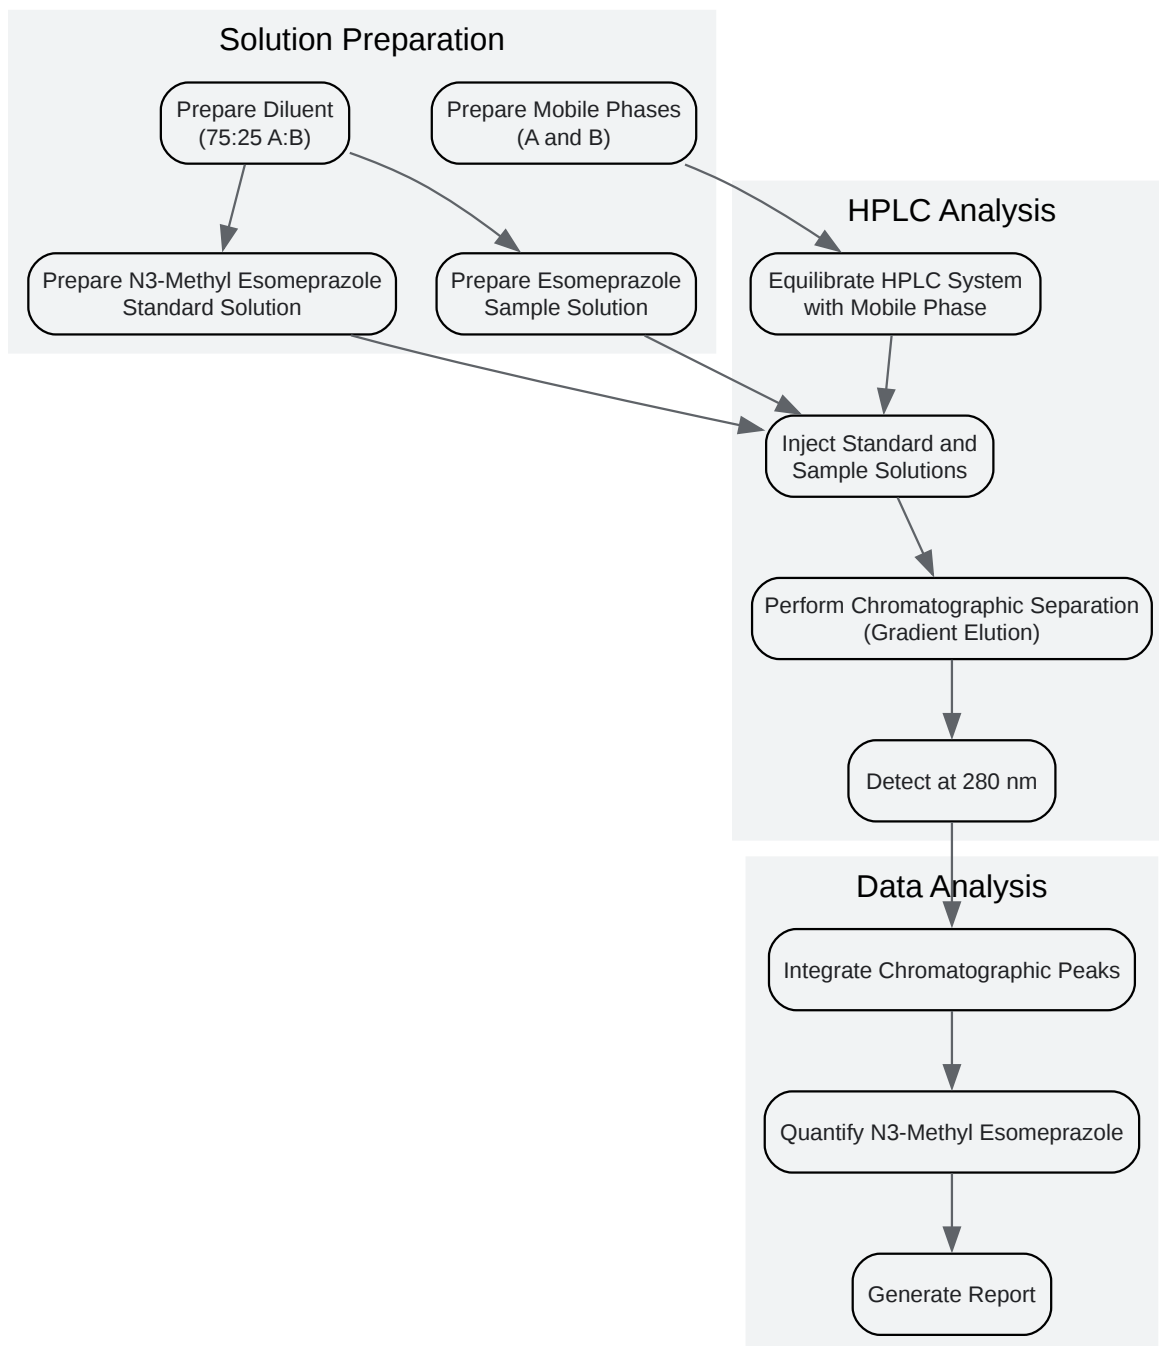 Solution Preparation
Prepare Diluent
(75:25 A:B)
Prepare Mobile Phases
(A and B)
Prepare N3-Methyl Esomeprazole
Standard Solution
Prepare Esomeprazole
Sample Solution
HPLC Analysis
Equilibrate HPLC System
with Mobile Phase
Inject Standard and
Sample Solutions
Perform Chromatographic Separation
(Gradient Elution)
Detect at 280 nm
Data Analysis
Integrate Chromatographic Peaks
Quantify N3-Methyl Esomeprazole
Generate Report